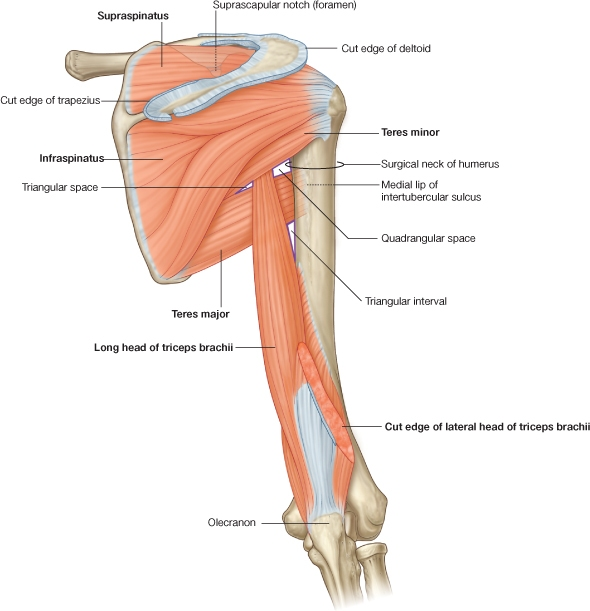 Suprascapular notch (foramen)
Supraspinatus
Cut edge of deltoid
Cut edge of trapezius
Teres minor
Infraspinatus
Surgical neck of humerus
Triangular space
Medial lip of
intertubercular sulcus
Quadrangular space
Triangular interval
Teres major
Long head of triceps brachii
Cut edge of lateral head of triceps brachii
Olecranon